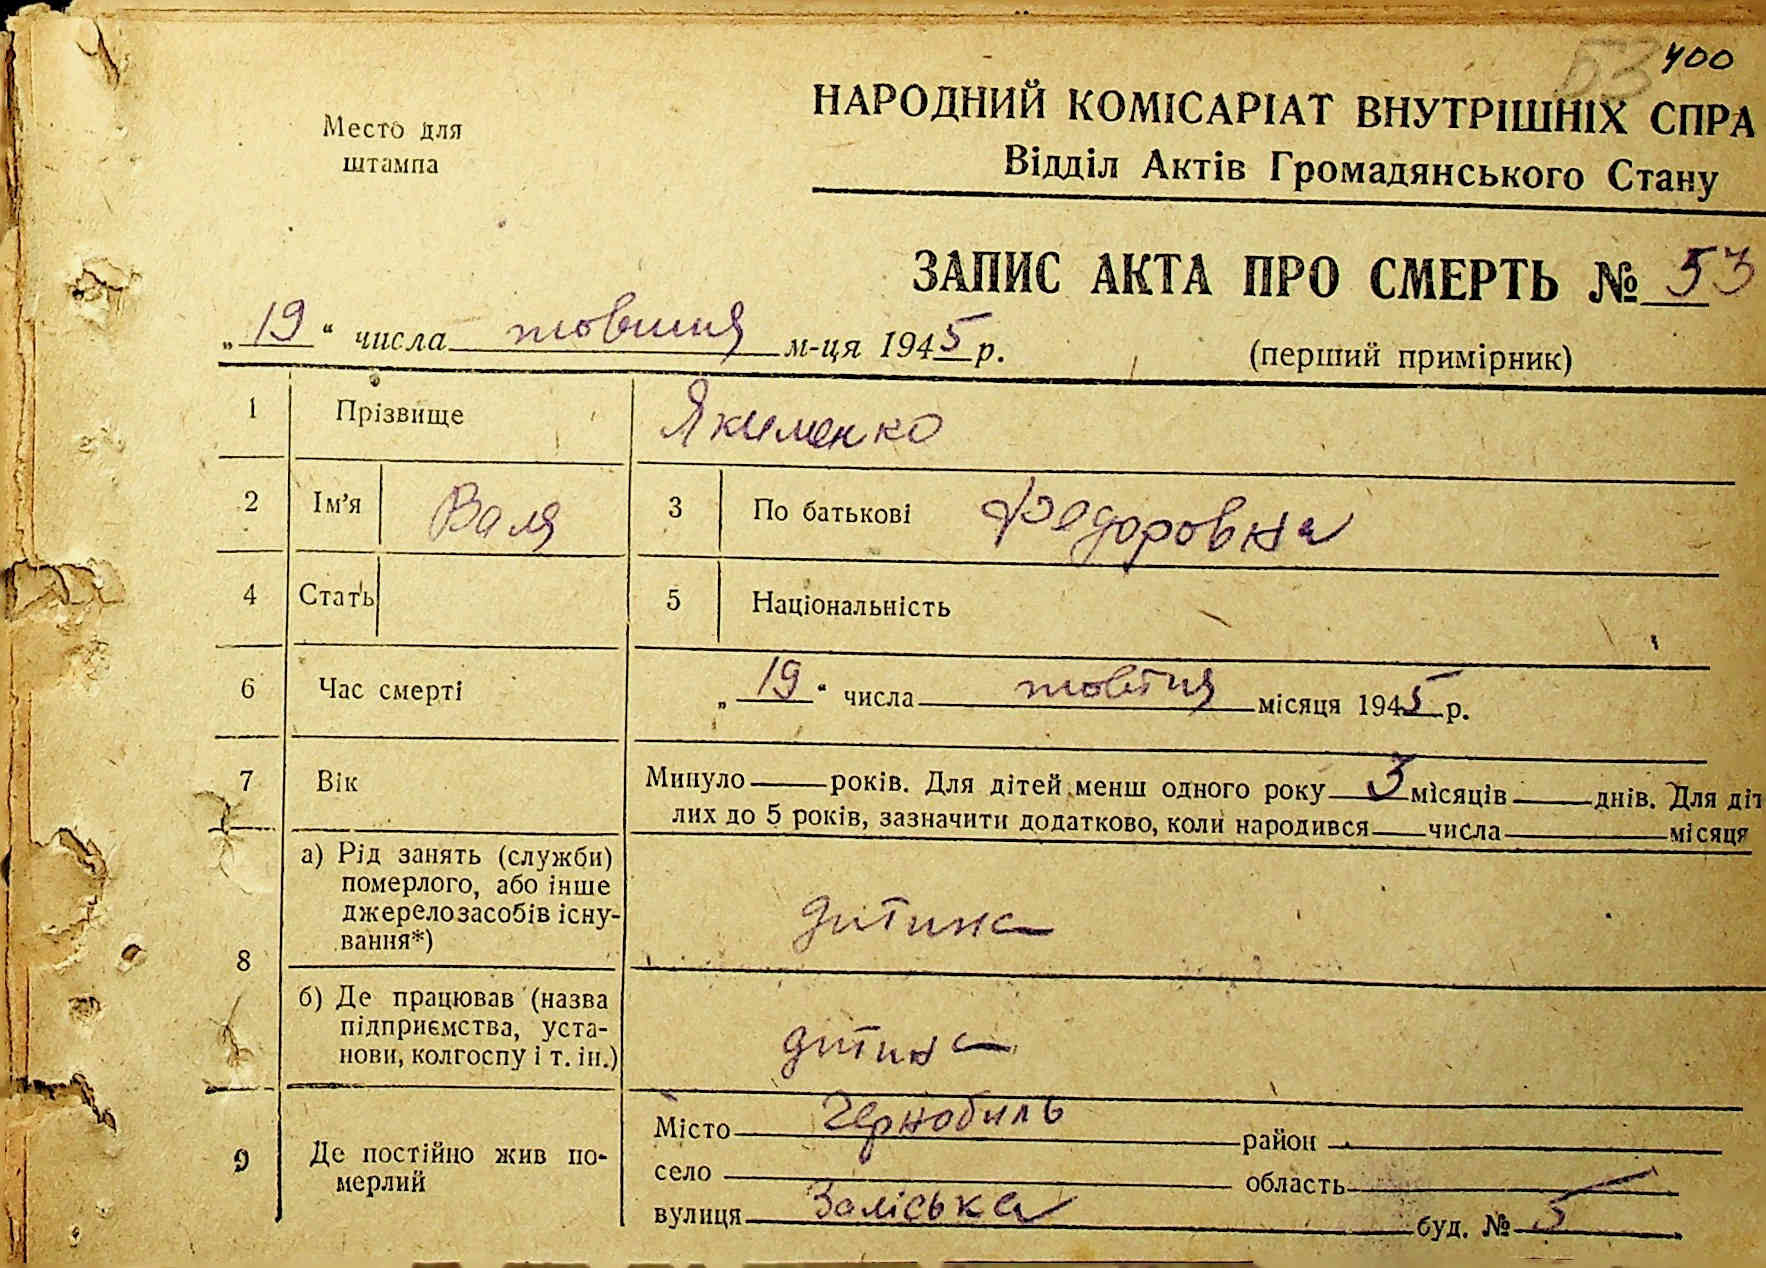 53 400
Место для
штампа
НАРОДНИЙ КОМІСАРІАТ ВНУТРІШНІХ СПРА
Відділ Актів Громадянського Стану
ЗАПИС АКТА ПРО СМЕРТЬ № 53
„19“ числа жовтня м-ця 1945 р. (перший примірник)
1 Прізвище Якименко
2 Ім'я Валя 3 По батькові Федоровна
4 Стать 5 Національність
6 Час смерті „19“ числа жовтня місяця 1945 р.
7 Вік Минуло років. Для дітей менш одного року 3 місяців днів. Для діт
лих до 5 років, зазначити додатково, коли народився числа місяця
8 а) Рід занять (служби)
померлого, або інше
джерело засобів існу-
вання*) дитина
б) Де працював (назва
підприємства, уста-
нови, колгоспу і т. ін.) дитина
9 Де постійно жив по-
мерлий
Місто Чернобиль район
село область
вулиця Заліська буд. № 5